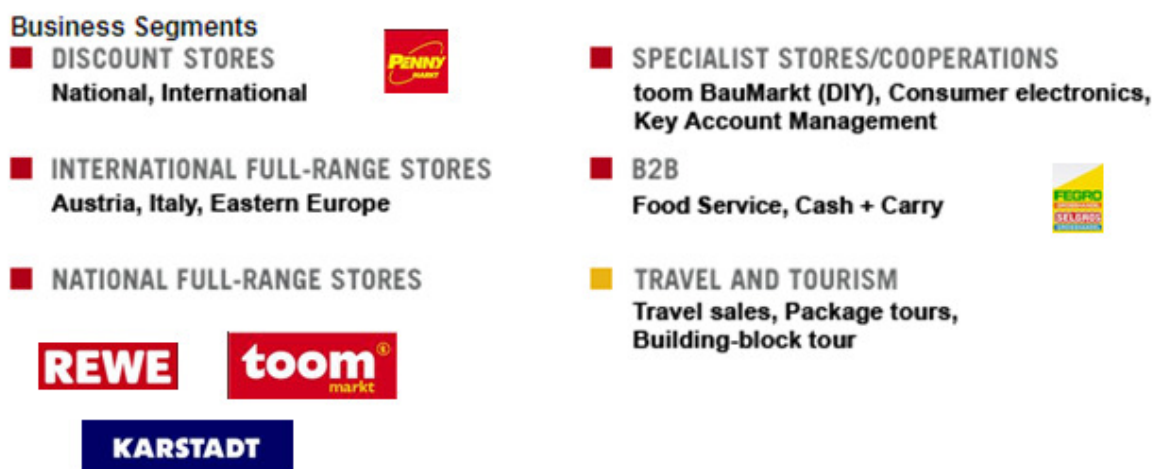 Business Segments
DISCOUNT STORES
National, International
PENNY
MARKT
INTERNATIONAL FULL-RANGE STORES
Austria, Italy, Eastern Europe
NATIONAL FULL-RANGE STORES
REWE
toom
markt
KARSTADT
SPECIALIST STORES/COOPERATIONS
toom BauMarkt (DIY), Consumer electronics,
Key Account Management
B2B
Food Service, Cash + Carry
FEGRO
SELGROS
TRAVEL AND TOURISM
Travel sales, Package tours,
Building-block tour